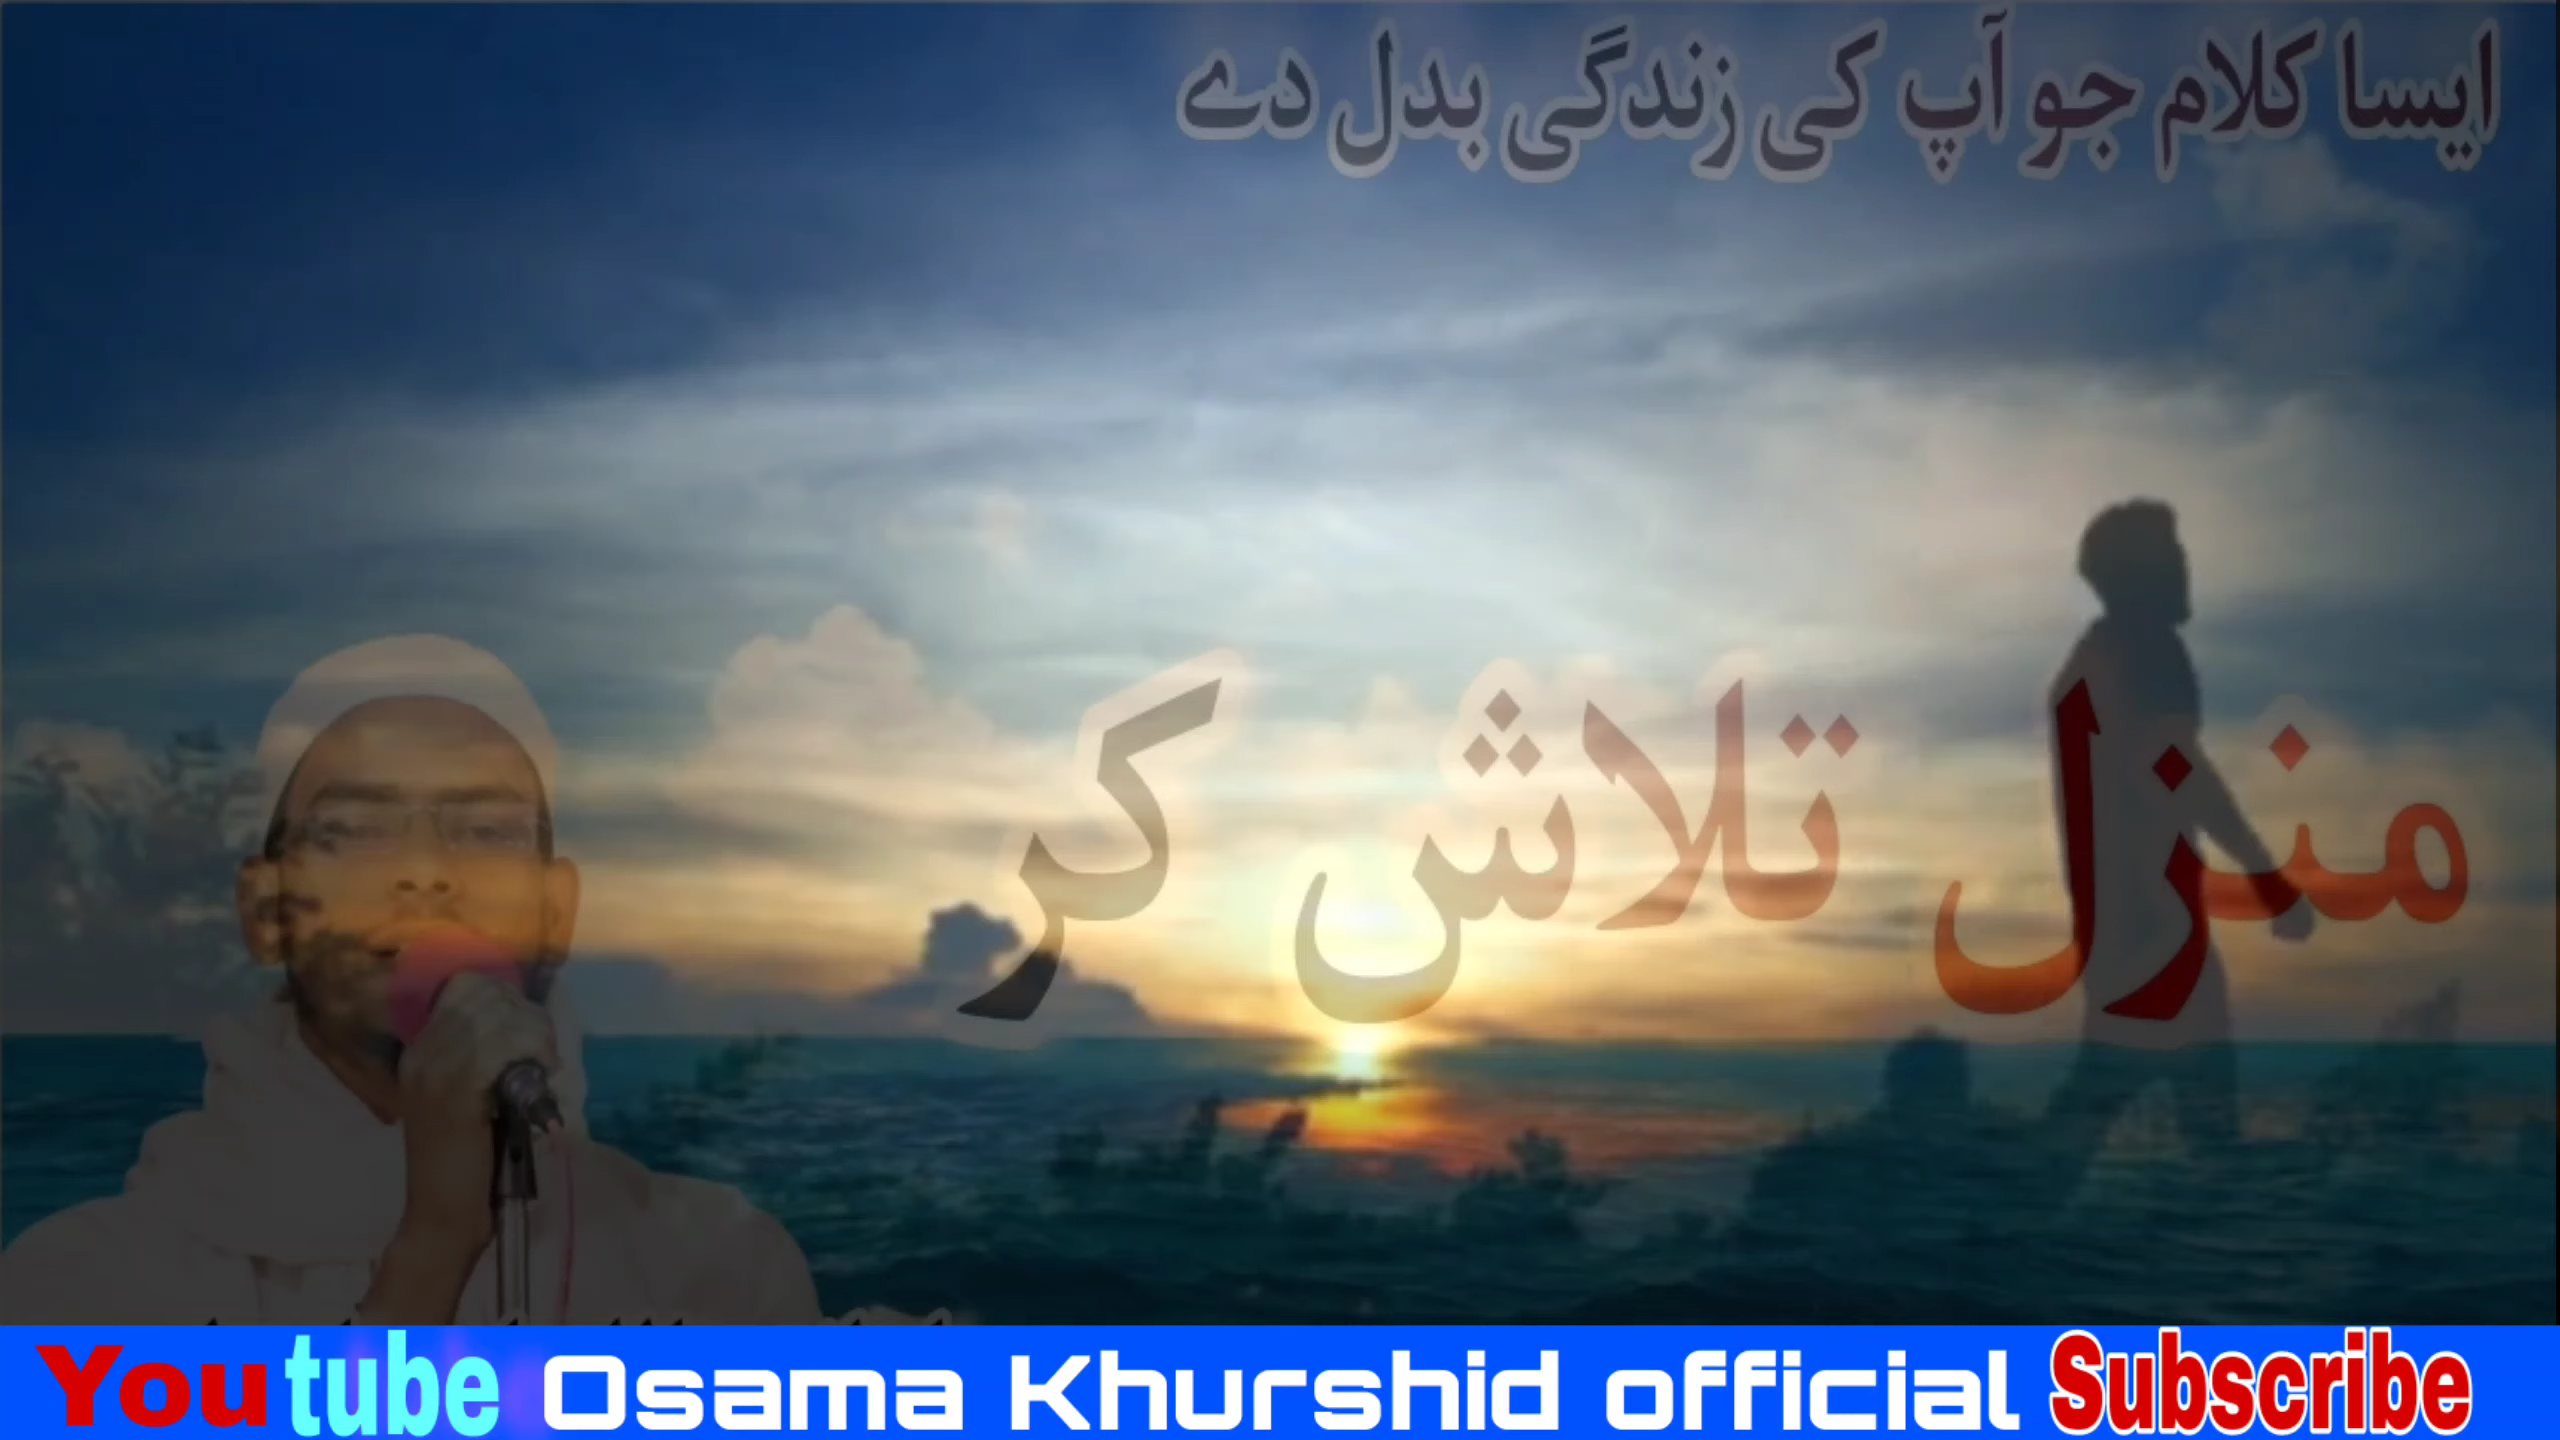 ایسا کلام جو آپ کی زندگی بدل دے
منزل تلاش کر
Youtube Osama Khurshid official Subscribe